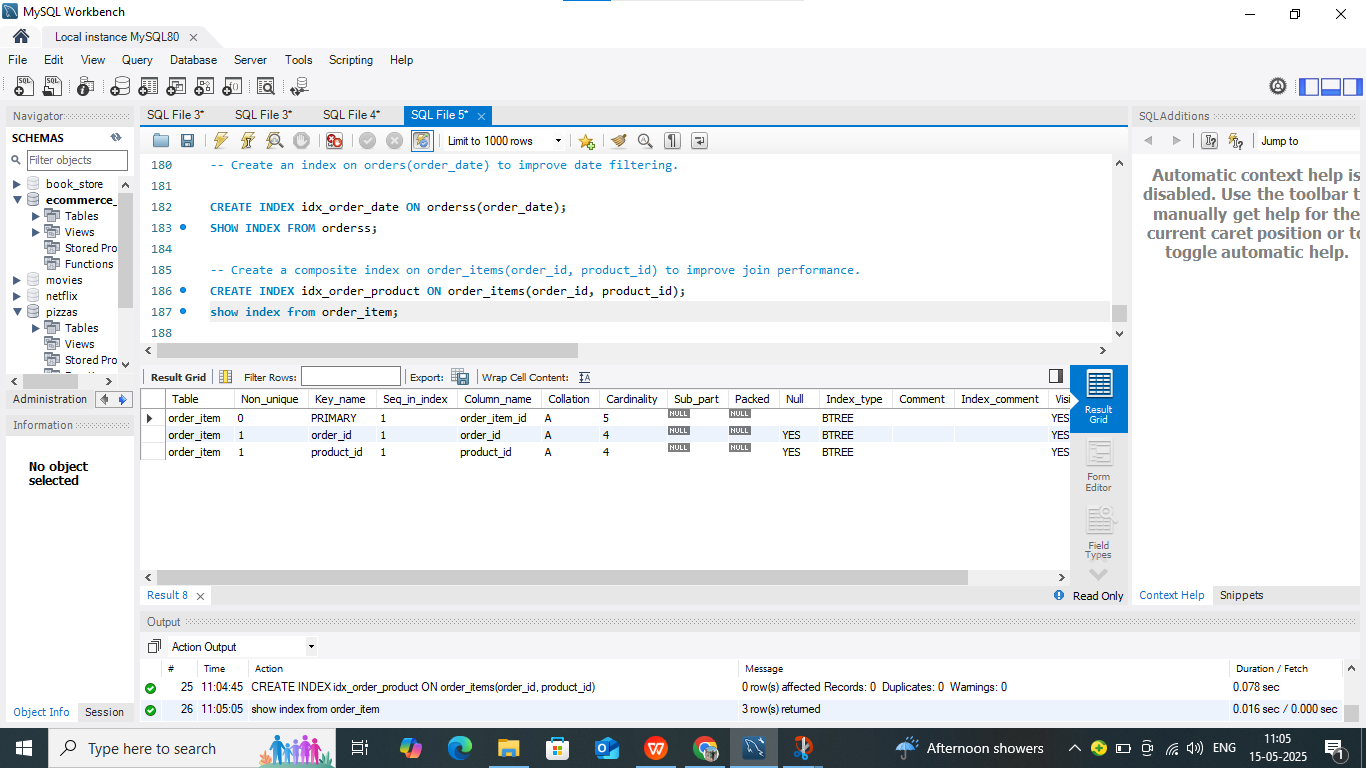 MySQL Workbench
Local instance MySQL80
File Edit View Query Database Server Tools Scripting Help
Navigator
SCHEMAS
Filter objects
book_store
ecommerce_
Tables
Views
Stored Pro
Functions
movies
netflix
pizzas
Tables
Views
Stored Pro
Administration
Information
No object
selected
Object Info Session
SQL File 3* SQL File 3* SQL File 4* SQL File 5*
Limit to 1000 rows
180 -- Create an index on orders(order_date) to improve date filtering.
181
182 CREATE INDEX idx_order_date ON orderss(order_date);
183 SHOW INDEX FROM orderss;
184
185 -- Create a composite index on order_items(order_id, product_id) to improve join performance.
186 CREATE INDEX idx_order_product ON order_items(order_id, product_id);
187 show index from order_item;
188
Result Grid Filter Rows: Export: Wrap Cell Content: IA
Table Non_unique Key_name Seq_in_index Column_name Collation Cardinality Sub_part Packed Null Index_type Comment Index_comment Visi
order_item 0 PRIMARY 1 order_item_id A 5 NULL NULL BTREE YES
order_item 1 order_id 1 order_id A 4 NULL NULL YES BTREE YES
order_item 1 product_id 1 product_id A 4 NULL NULL YES BTREE YES
Result
Grid
Form
Editor
Field
Types
Result 8
Read Only
SQLAdditions
Jump to
Automatic context help is
disabled. Use the toolbar t
manually get help for the
current caret position or to
toggle automatic help.
Context Help Snippets
Output
Action Output
# Time Action Message Duration / Fetch
25 11:04:45 CREATE INDEX idx_order_product ON order_items(order_id, product_id) 0 row(s) affected Records: 0 Duplicates: 0 Warnings: 0 0.078 sec
26 11:05:05 show index from order_item 3 row(s) returned 0.016 sec / 0.000 sec
Type here to search
Afternoon showers
ENG
11:05
15-05-2025
1